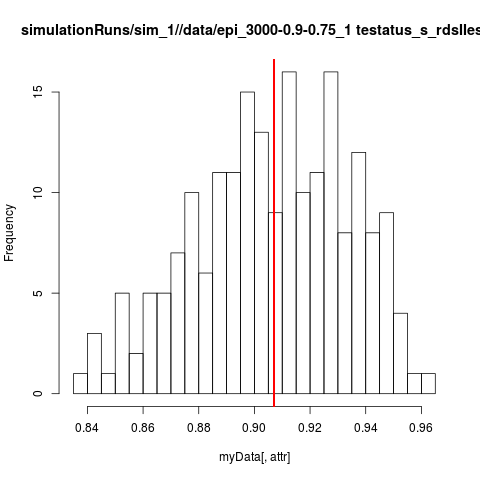 simulationRuns/sim_1//data/epi_3000-0.9-0.75_1 testatus_s_rdslles
15
10
5
0
Frequency
0.84 0.86 0.88 0.90 0.92 0.94 0.96
myData[, attr]